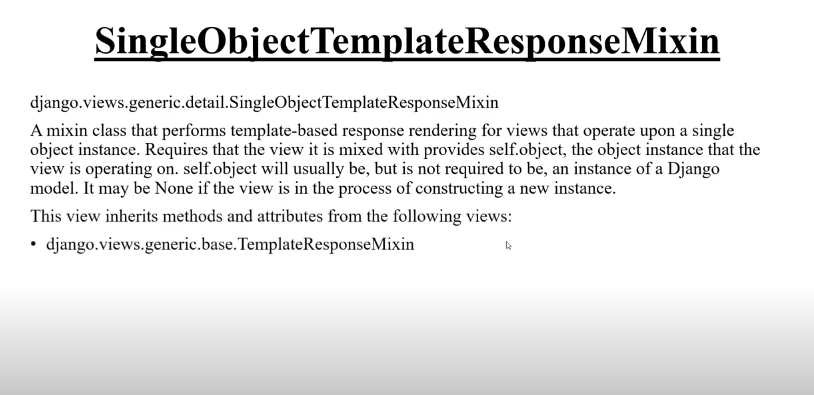 SingleObjectTemplateResponseMixin
django.views.generic.detail.SingleObjectTemplateResponseMixin
A mixin class that performs template-based response rendering for views that operate upon a single
object instance. Requires that the view it is mixed with provides self.object, the object instance that the
view is operating on. self.object will usually be, but is not required to be, an instance of a Django
model. It may be None if the view is in the process of constructing a new instance.
This view inherits methods and attributes from the following views:
• django.views.generic.base.TemplateResponseMixin